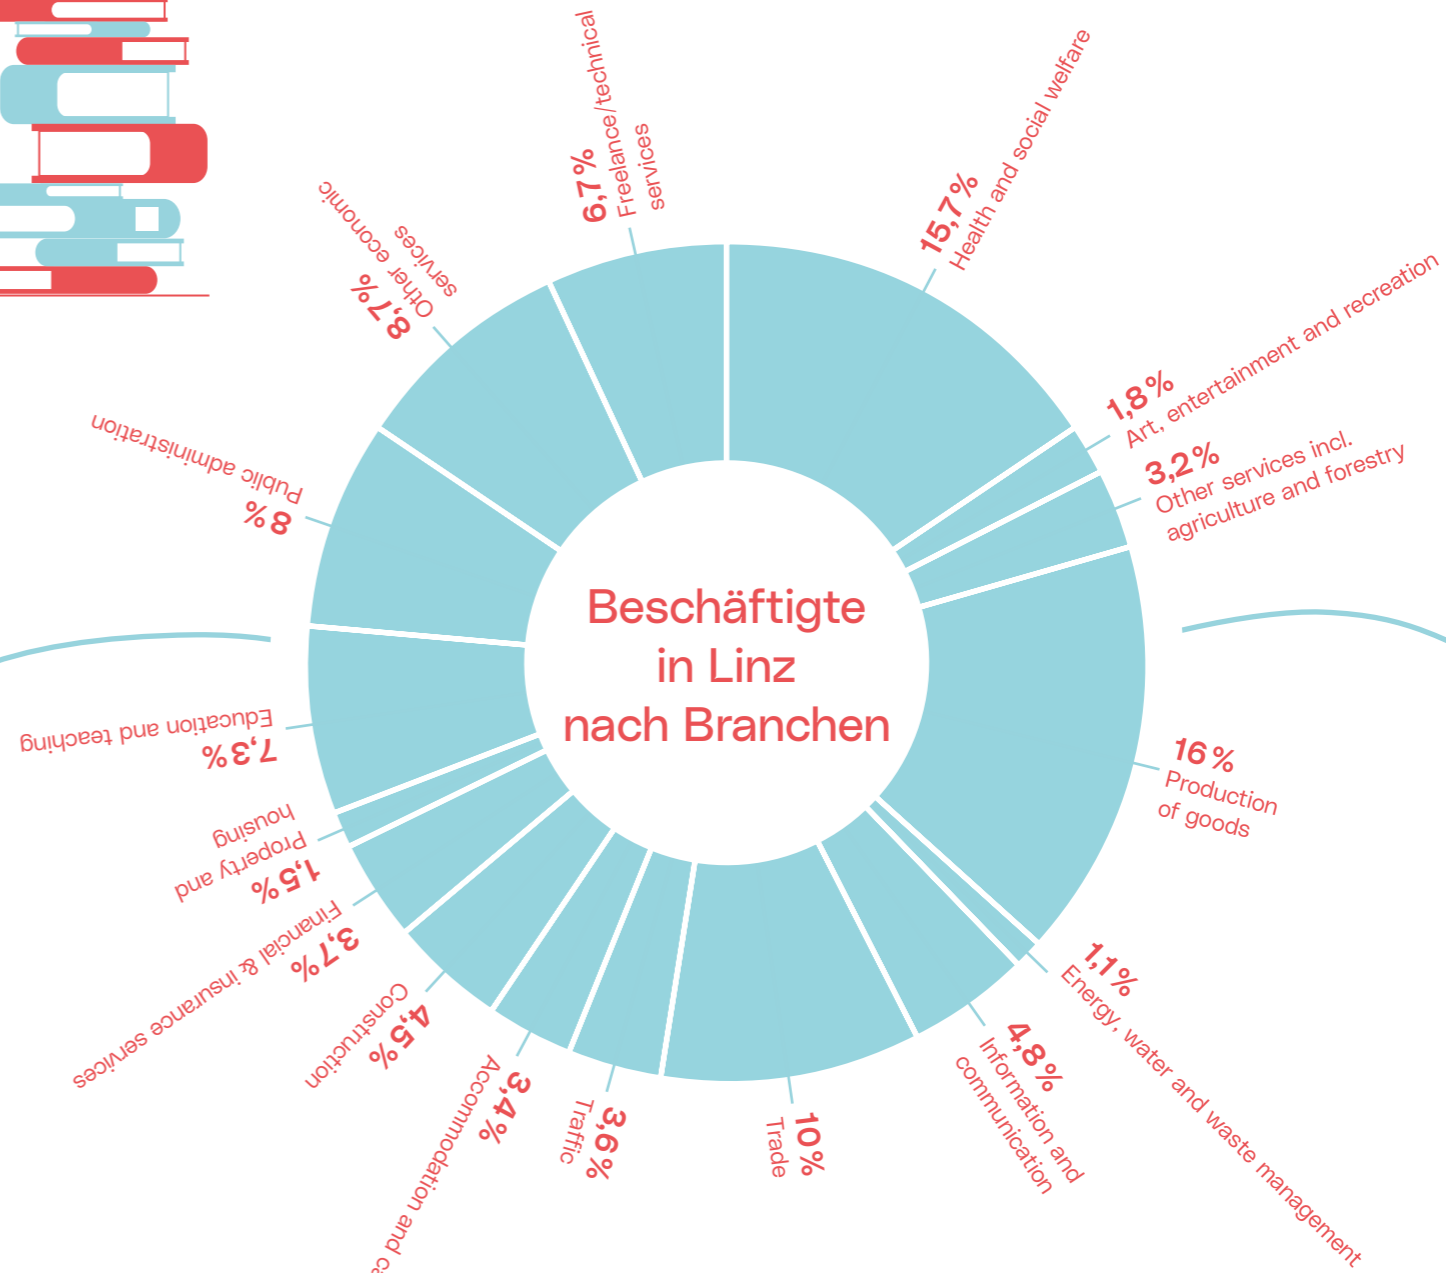 Beschäftigte
in Linz
nach Branchen
15,7%
Health and social welfare
1,8%
Art, entertainment and recreation
3,2%
Other services incl.
agriculture and forestry
16%
Production
of goods
1,1%
Energy, water and waste management
4,8%
Information and
communication
10%
Trade
3,6%
Traffic
3,4%
Accommodation and
4,5%
Construction
3,7%
Financial & insurance services
1,5%
Property and
housing
7,3%
Education and teaching
8%
Public administration
8,7%
Other economic
services
6,7%
Freelance/technical
services